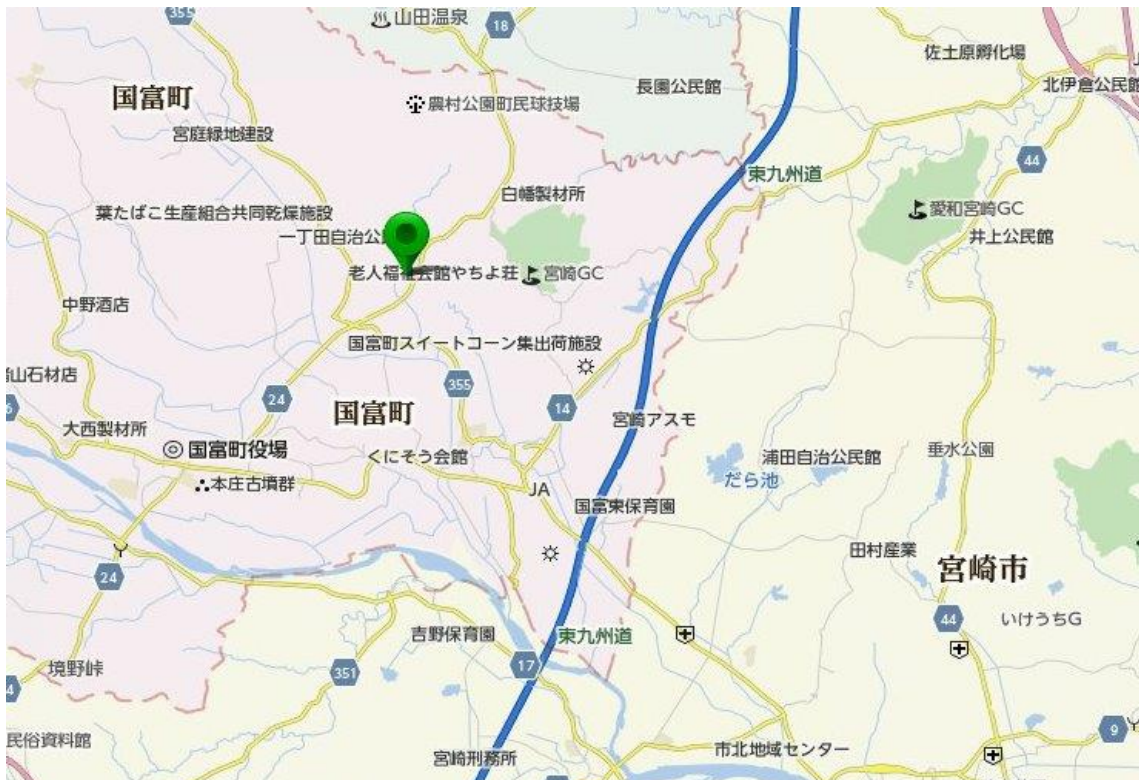 355
山田温泉
18
佐土原孵化場
長園公民館
北伊倉公民館
国富町
農村公園町民球技場
宮庭緑地建設
44
東九州道
白幡製材所
葉たばこ生産組合共同乾燥施設
愛和宮崎GC
一丁田自治公
井上公民館
老人福祉会館やちよ荘
宮崎GC
中野酒店
国富町スイートコーン集出荷施設
山石材店
355
24
14
国富町
宮崎アスモ
大西製材所
国富町役場
くにそう会館
浦田自治公民館
垂水公園
だら池
本庄古墳群
JA
国富東保育園
田村産業
宮崎市
24
44
いけうちG
吉野保育園
東九州道
境野峠
351
17
9
民俗資料館
宮崎刑務所
市北地域センター